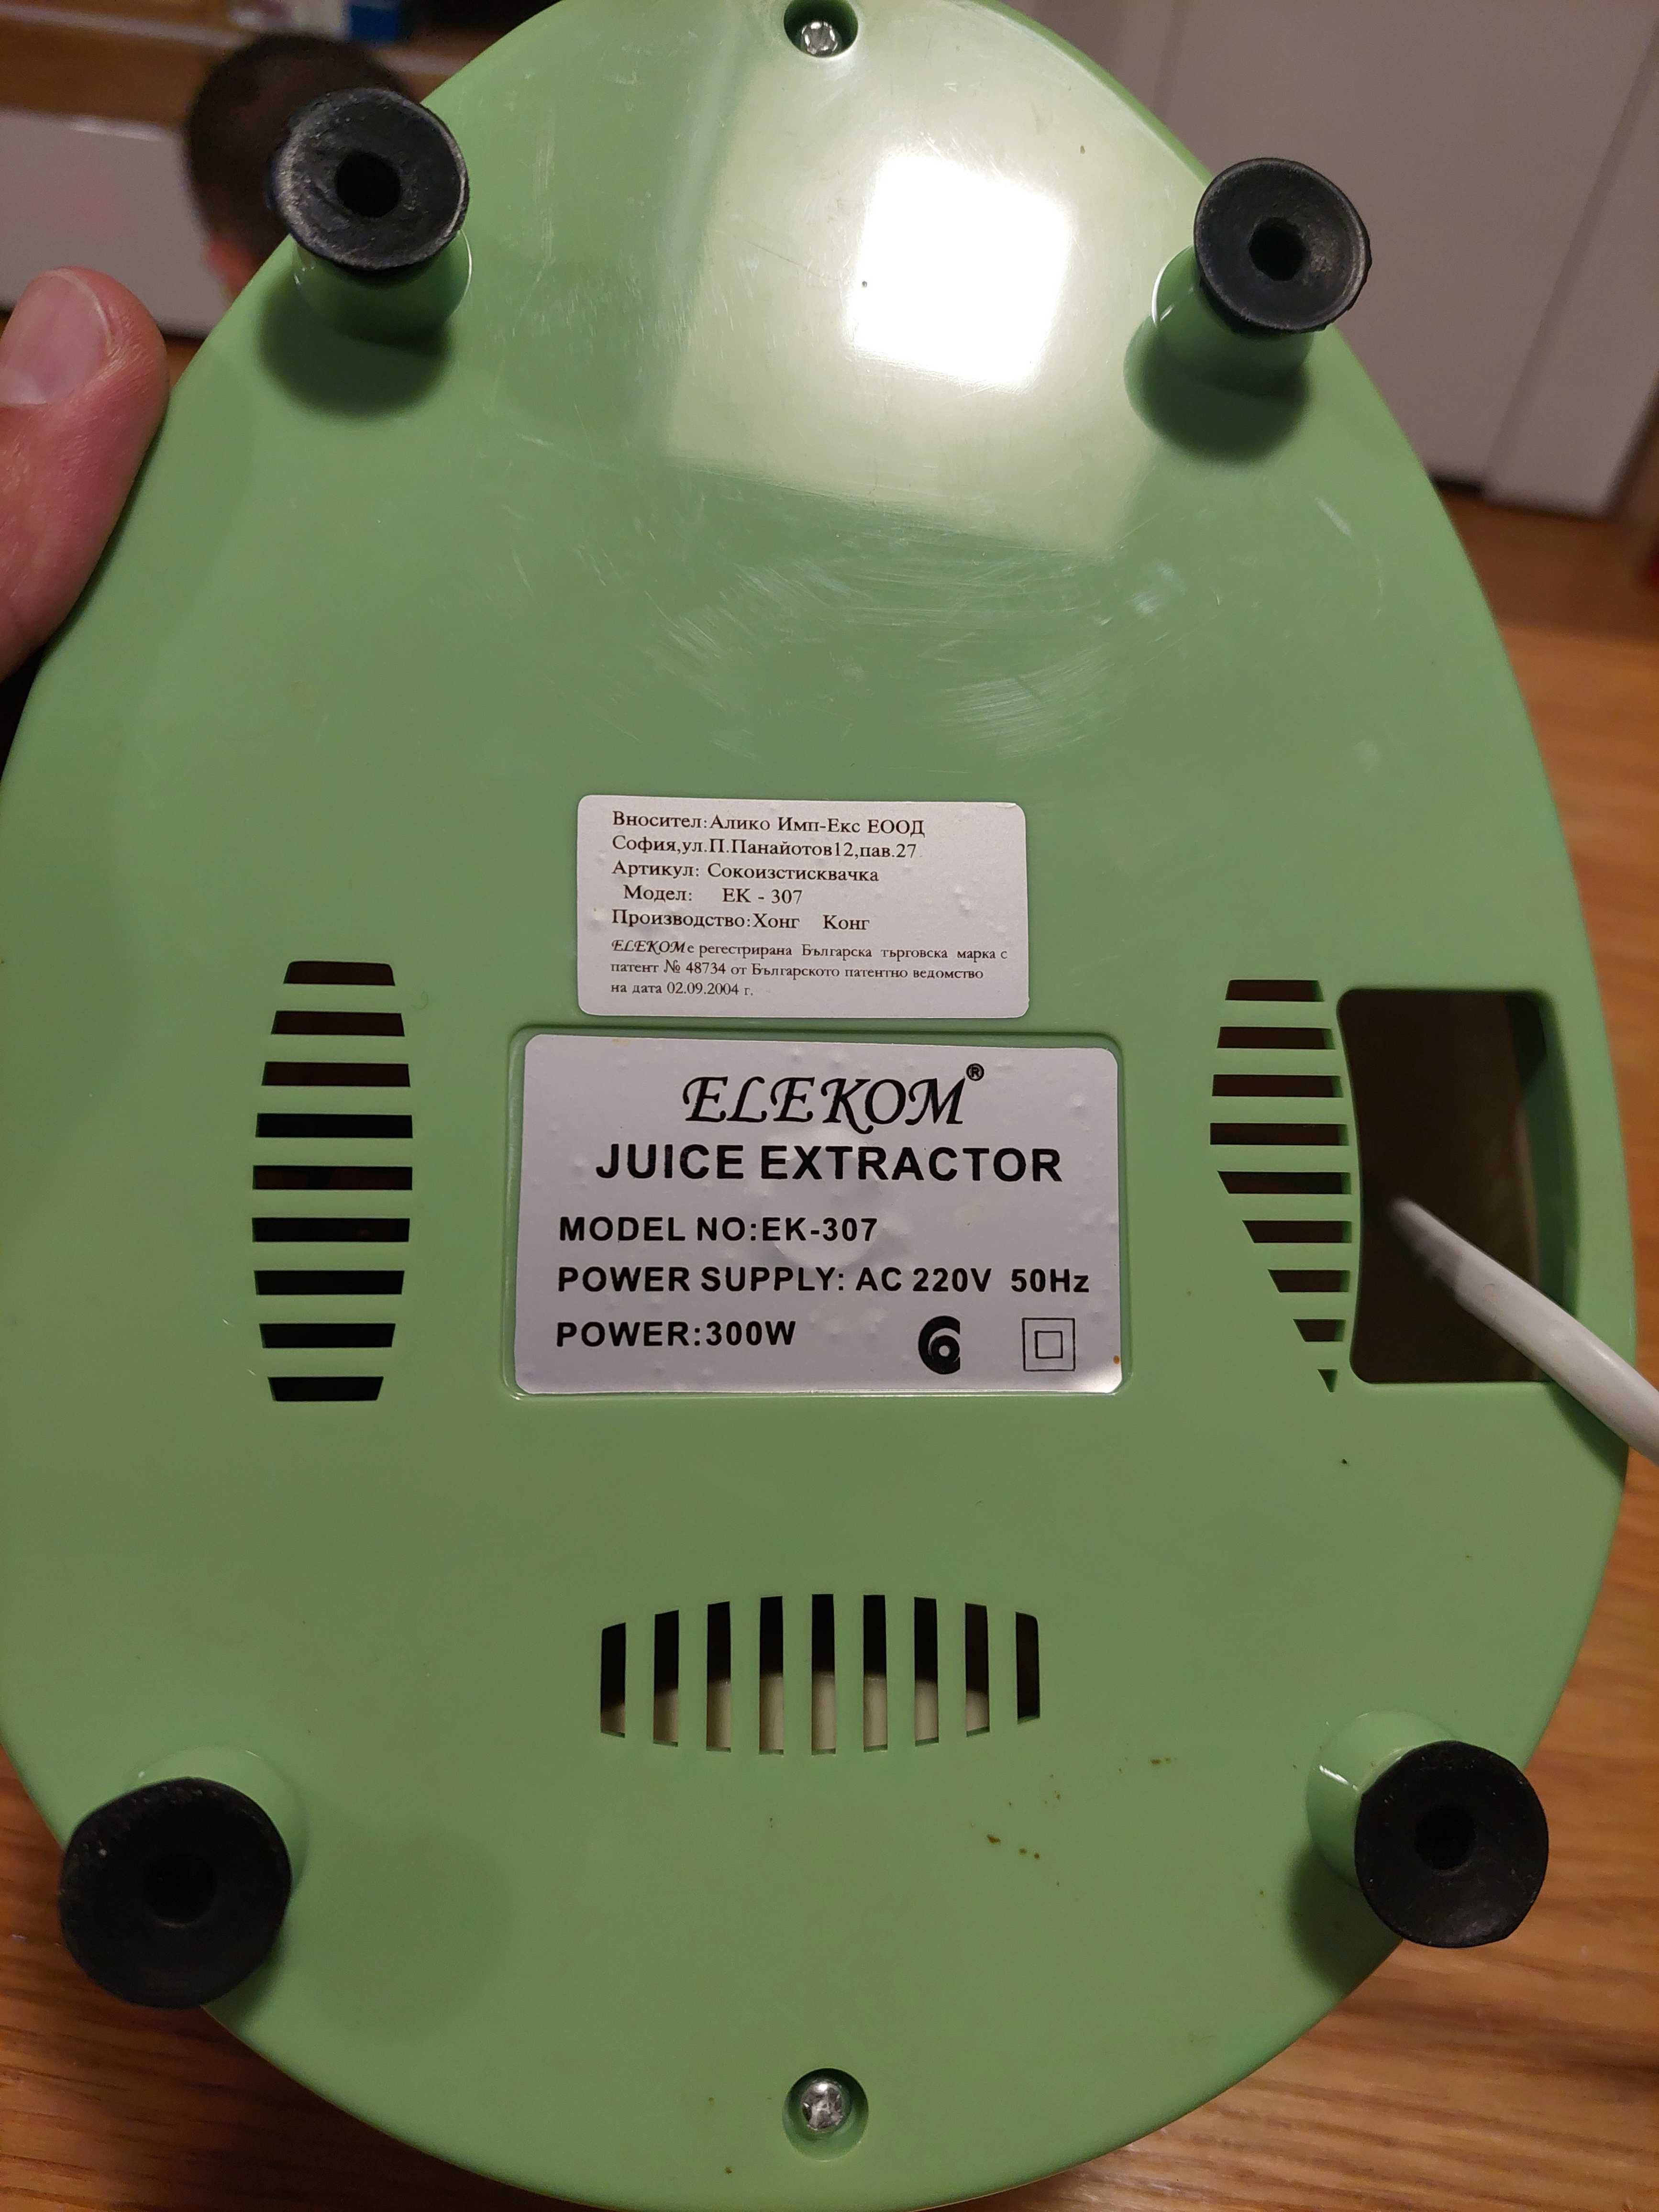 Вносител:Алико Имп-Екс ЕООД
София,ул.П.Панайотов12,пав.27
Артикул: Сокоизстисквачка
Модел: ЕК - 307
Производство:Хонг Конг
ELEKOM е регестрирана Българска търговска марка с
патент № 48734 от Българското патентно ведомство
на дата 02.09.2004 г.
ELEKOM®
JUICE EXTRACTOR
MODEL NO:EK-307
POWER SUPPLY: AC 220V 50Hz
POWER:300W